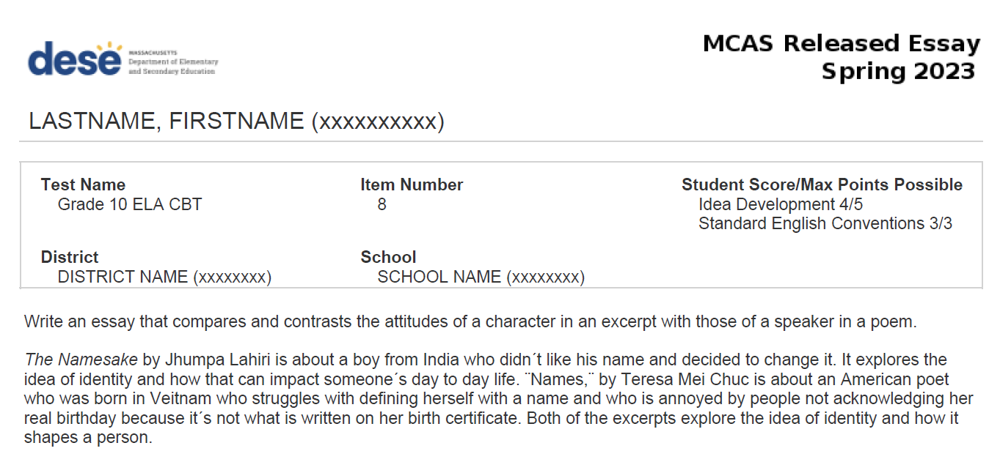 dese
MASSACHUSETTS
Department of Elementary
and Secondary Education
MCAS Released Essay
Spring 2023
LASTNAME, FIRSTNAME (xxxxxxxxxx)
Test Name
Grade 10 ELA CBT
Item Number
8
Student Score/Max Points Possible
Idea Development 4/5
Standard English Conventions 3/3
District
DISTRICT NAME (xxxxxxxx)
School
SCHOOL NAME (xxxxxxxx)
Write an essay that compares and contrasts the attitudes of a character in an excerpt with those of a speaker in a poem.
The Namesake by Jhumpa Lahiri is about a boy from India who didn´t like his name and decided to change it. It explores the
idea of identity and how that can impact someone´s day to day life. ¨Names,¨ by Teresa Mei Chuc is about an American poet
who was born in Veitnam who struggles with defining herself with a name and who is annoyed by people not acknowledging her
real birthday because it´s not what is written on her birth certificate. Both of the excerpts explore the idea of identity and how it
shapes a person.